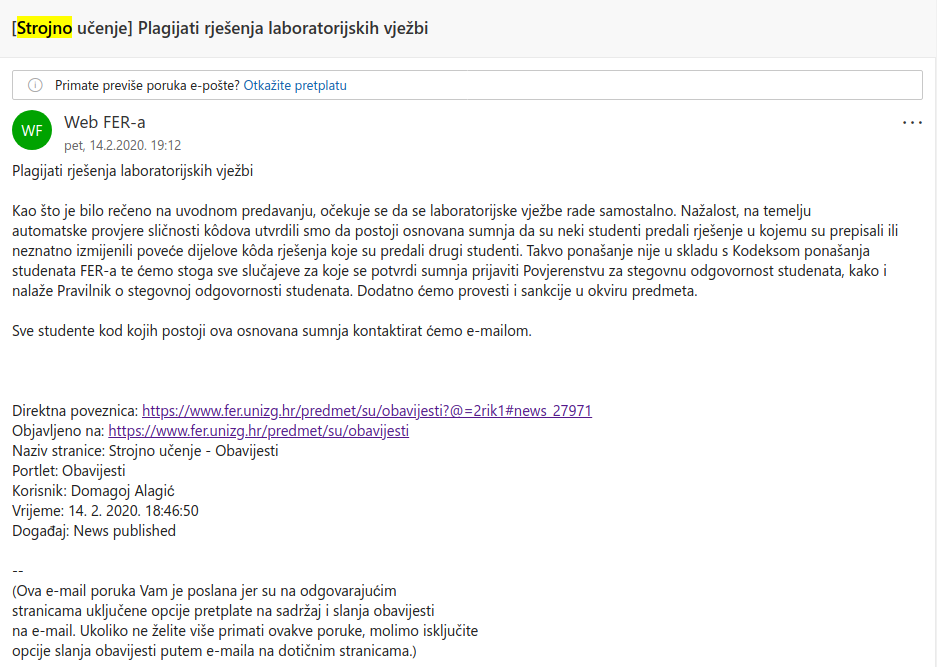 [Strojno učenje] Plagijati rješenja laboratorijskih vježbi
Primate previše poruka e-pošte? Otkažite pretplatu
WF
Web FER-a
pet, 14.2.2020. 19:12
Plagijati rješenja laboratorijskih vježbi
Kao što je bilo rečeno na uvodnom predavanju, očekuje se da se laboratorijske vježbe rade samostalno. Nažalost, na temelju
automatske provjere sličnosti kôdova utvrdili smo da postoji osnovana sumnja da su neki studenti predali rješenje u kojemu su prepisali ili
neznatno izmijenili poveće dijelove kôda rješenja koje su predali drugi studenti. Takvo ponašanje nije u skladu s Kodeksom ponašanja
studenata FER-a te ćemo stoga sve slučajeve za koje se potvrdi sumnja prijaviti Povjerenstvu za stegovnu odgovornost studenata, kako i
nalaže Pravilnik o stegovnoj odgovornosti studenata. Dodatno ćemo provesti i sankcije u okviru predmeta.
Sve studente kod kojih postoji ova osnovana sumnja kontaktirat ćemo e-mailom.
Direktna poveznica: https://www.fer.unizg.hr/predmet/su/obavijesti?@=2rik1#news_27971
Objavljeno na: https://www.fer.unizg.hr/predmet/su/obavijesti
Naziv stranice: Strojno učenje - Obavijesti
Portlet: Obavijesti
Korisnik: Domagoj Alagić
Vrijeme: 14. 2. 2020. 18:46:50
Događaj: News published
--
(Ova e-mail poruka Vam je poslana jer su na odgovarajućim
stranicama uključene opcije pretplate na sadržaj i slanja obavijesti
na e-mail. Ukoliko ne želite više primati ovakve poruke, molimo isključite
opcije slanja obavijesti putem e-maila na dotičnim stranicama.)